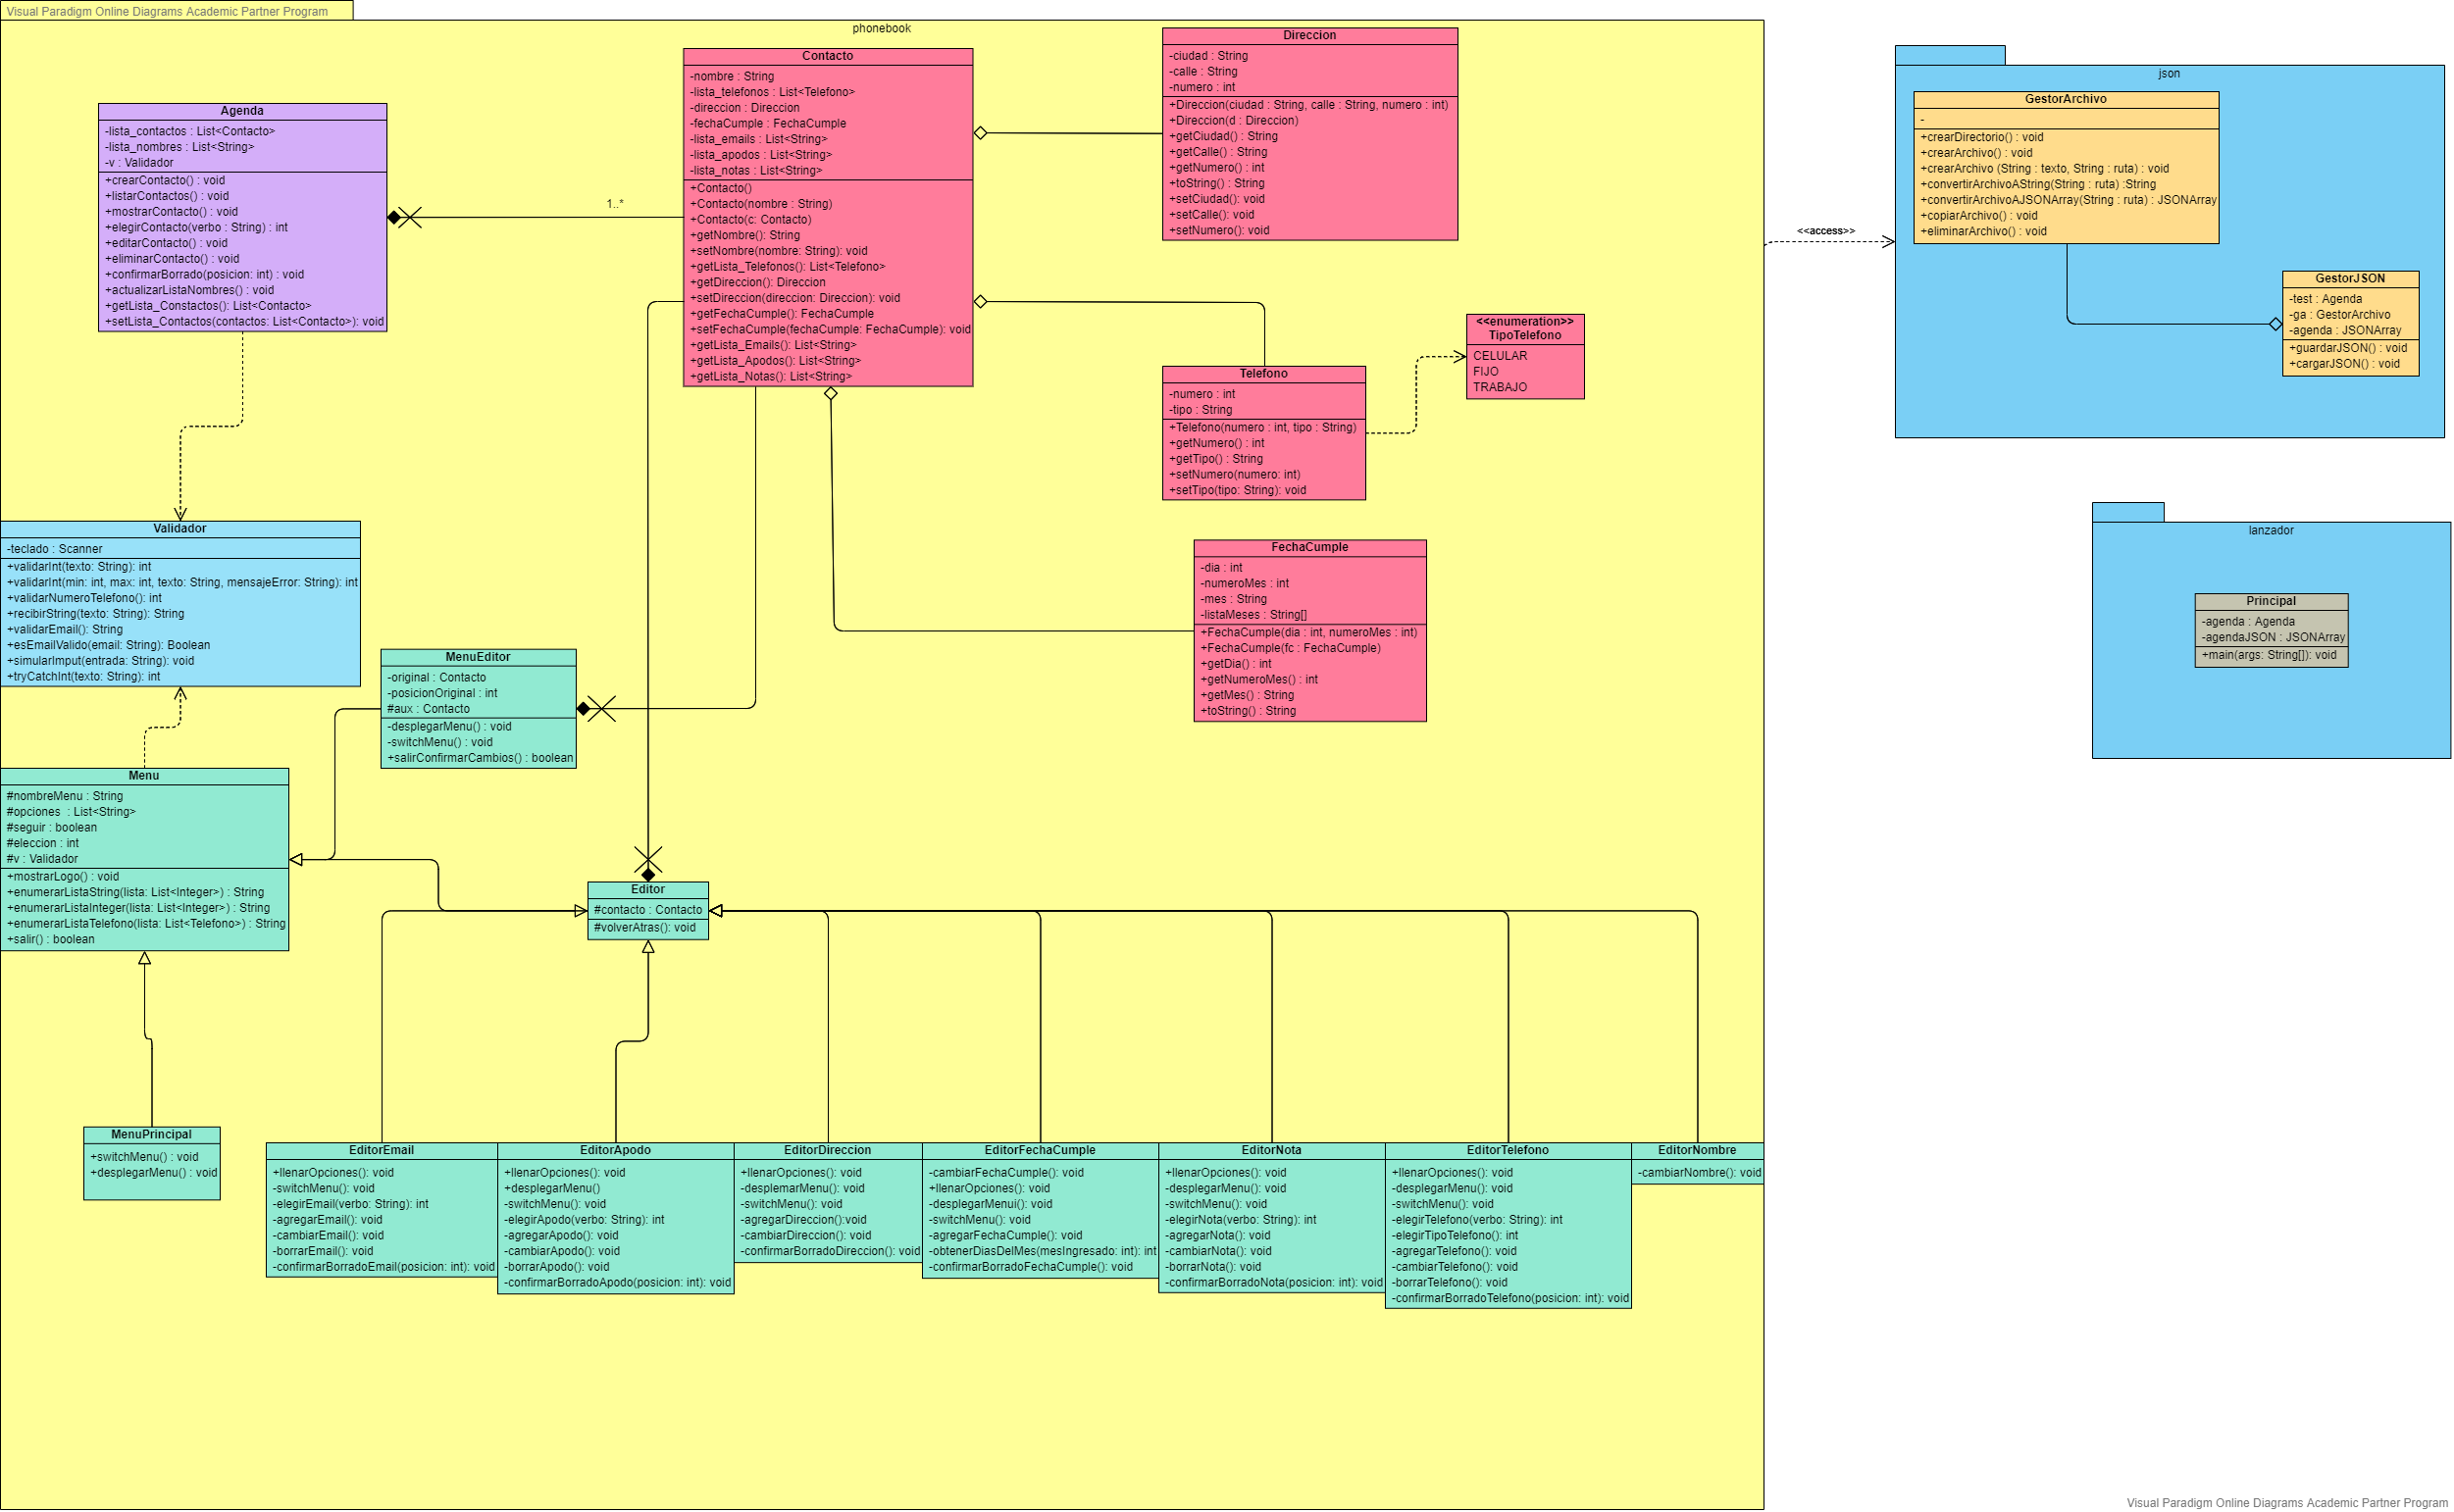 Visual Paradigm Online Diagrams Academic Partner Program
phonebook
Agenda
-lista_contactos : List<Contacto>
-lista_nombres : List<String>
-v : Validador
+crearContacto() : void
+listarContactos() : void
+mostrarContacto() : void
+elegirContacto(verbo : String) : int
+editarContacto() : void
+eliminarContacto() : void
+confirmarBorrado(posicion: int) : void
+actualizarListaNombres() : void
+getLista_Constactos(): List<Contacto>
+setLista_Contactos(contactos: List<Contacto>): void
1..*
Contacto
-nombre : String
-lista_telefonos : List<Telefono>
-direccion : Direccion
-fechaCumple : FechaCumple
-lista_emails : List<String>
-lista_apodos : List<String>
-lista_notas : List<String>
+Contacto()
+Contacto(nombre : String)
+Contacto(c: Contacto)
+getNombre(): String
+setNombre(nombre: String): void
+getLista_Telefonos(): List<Telefono>
+getDireccion(): Direccion
+setDireccion(direccion: Direccion): void
+getFechaCumple(): FechaCumple
+setFechaCumple(fechaCumple: FechaCumple): void
+getLista_Emails(): List<String>
+getLista_Apodos(): List<String>
+getLista_Notas(): List<String>
Direccion
-ciudad : String
-calle : String
-numero : int
+Direccion(ciudad : String, calle : String, numero : int)
+Direccion(d : Direccion)
+getCiudad() : String
+getCalle() : String
+getNumero() : int
+toString() : String
+setCiudad(): void
+setCalle(): void
+setNumero(): void
<<enumeration>>
TipoTelefono
CELULAR
FIJO
TRABAJO
Telefono
-numero : int
-tipo : String
+Telefono(numero : int, tipo : String)
+getNumero() : int
+getTipo() : String
+setNumero(numero: int)
+setTipo(tipo: String): void
FechaCumple
-dia : int
-numeroMes : int
-mes : String
-listaMeses : String[]
+FechaCumple(dia : int, numeroMes : int)
+FechaCumple(fc : FechaCumple)
+getDia() : int
+getNumeroMes() : int
+getMes() : String
+toString() : String
Validador
-teclado : Scanner
+validarInt(texto: String): int
+validarInt(min: int, max: int, texto: String, mensajeError: String): int
+validarNumeroTelefono(): int
+recibirString(texto: String): String
+validarEmail(): String
+esEmailValido(email: String): Boolean
+simularImput(entrada: String): void
+tryCatchInt(texto: String): int
MenuEditor
-original : Contacto
-posicionOriginal : int
#aux : Contacto
-desplegarMenu() : void
-switchMenu() : void
+salirConfirmarCambios() : boolean
Menu
#nombreMenu : String
#opciones  : List<String>
#seguir : boolean
#eleccion : int
#v : Validador
+mostrarLogo() : void
+enumerarListaString(lista: List<Integer>) : String
+enumerarListaInteger(lista: List<Integer>) : String
+enumerarListaTelefono(lista: List<Telefono>) : String
+salir() : boolean
Editor
#contacto : Contacto
#volverAtras(): void
MenuPrincipal
+switchMenu() : void
+desplegarMenu() : void
EditorEmail
+llenarOpciones(): void
-switchMenu(): void
-elegirEmail(verbo: String): int
-agregarEmail(): void
-cambiarEmail(): void
-borrarEmail(): void
-confirmarBorradoEmail(posicion: int): void
EditorApodo
+llenarOpciones(): void
+desplegarMenu()
-switchMenu(): void
-elegirApodo(verbo: String): int
-agregarApodo(): void
-cambiarApodo(): void
-borrarApodo(): void
-confirmarBorradoApodo(posicion: int): void
EditorDireccion
+llenarOpciones(): void
-desplemarMenu(): void
-switchMenu(): void
-agregarDireccion():void
-cambiarDireccion(): void
-confirmarBorradoDireccion(): void
EditorFechaCumple
-cambiarFechaCumple(): void
+llenarOpciones(): void
-desplegarMenui(): void
-switchMenu(): void
-agregarFechaCumple(): void
-obtenerDiasDelMes(mesIngresado: int): int
-confirmarBorradoFechaCumple(): void
EditorNota
+llenarOpciones(): void
-desplegarMenu(): void
-switchMenu(): void
-elegirNota(verbo: String): int
-agregarNota(): void
-cambiarNota(): void
-borrarNota(): void
-confirmarBorradoNota(posicion: int): void
EditorTelefono
+llenarOpciones(): void
-desplegarMenu(): void
-switchMenu(): void
-elegirTelefono(verbo: String): int
-elegirTipoTelefono(): int
-agregarTelefono(): void
-cambiarTelefono(): void
-borrarTelefono(): void
-confirmarBorradoTelefono(posicion: int): void
EditorNombre
-cambiarNombre(): void
<<access>>
json
GestorArchivo
-
+crearDirectorio() : void
+crearArchivo() : void
+crearArchivo (String : texto, String : ruta) : void
+convertirArchivoAString(String : ruta) :String
+convertirArchivoAJSONArray(String : ruta) : JSONArray
+copiarArchivo() : void
+eliminarArchivo() : void
GestorJSON
-test : Agenda
-ga : GestorArchivo
-agenda : JSONArray
+guardarJSON() : void
+cargarJSON() : void
lanzador
Principal
-agenda : Agenda
-agendaJSON : JSONArray
+main(args: String[]): void
Visual Paradigm Online Diagrams Academic Partner Program